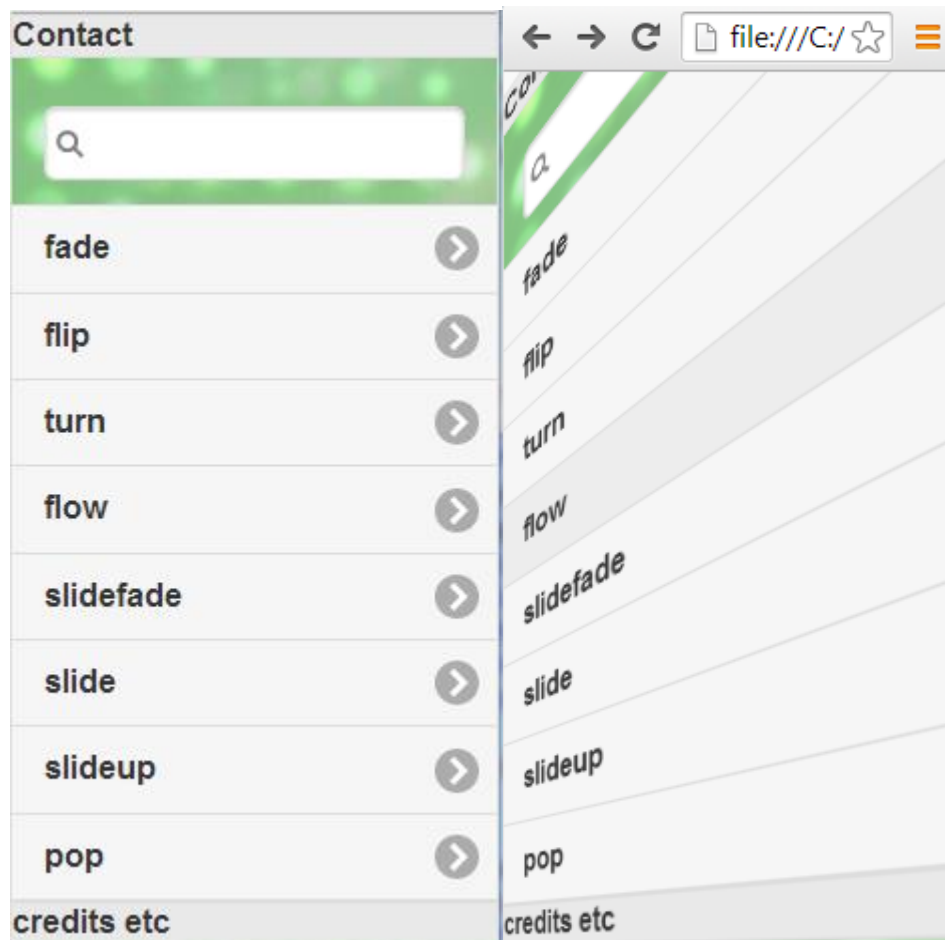 Contact
fade
flip
turn
flow
slidefade
slide
slideup
pop
credits etc
file:///C:/
Co
fade
flip
turn
flow
slidefade
slide
slideup
pop
credits etc